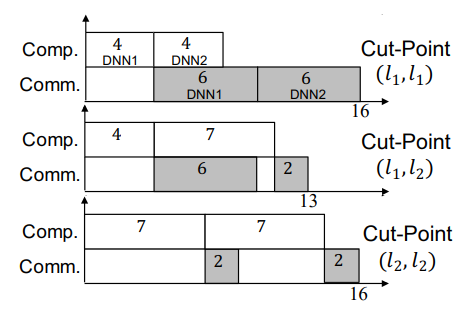 Comp. 4 4 Cut-Point
DNN1 DNN2
Comm. 6 6 (l₁,l₁)
DNN1 DNN2
16
Comp. 4 7 Cut-Point
Comm. 6 2 (l₁,l₂)
13
Comp. 7 7 Cut-Point
Comm. 2 2 (l₂,l₂)
16